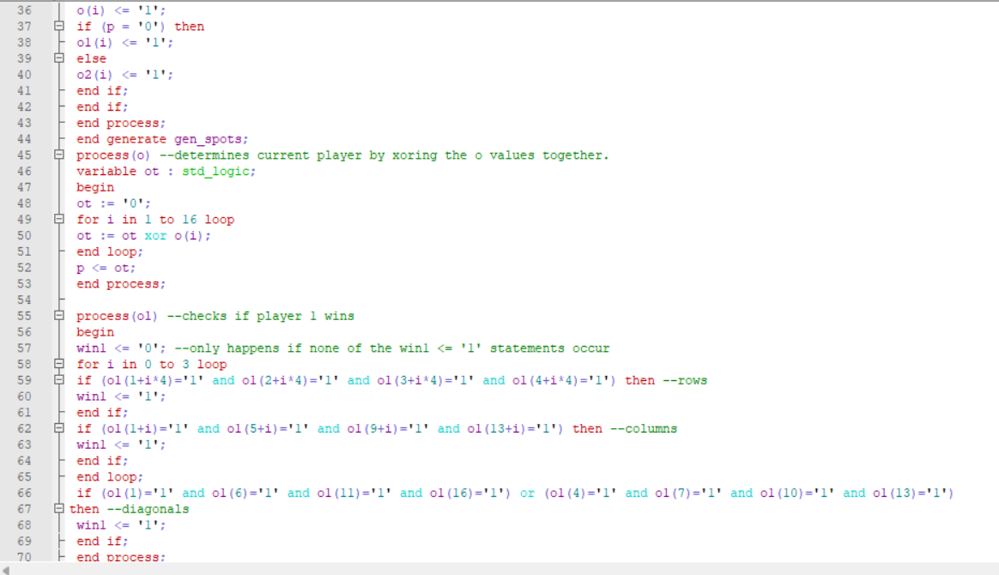 36 o(i) <= '1';
37 if (p = '0') then
38 o1(i) <= '1';
39 else
40 o2(i) <= '1';
41 end if;
42 end if;
43 end process;
44 end generate gen_spots;
45 process(o) --determines current player by xoring the o values together.
46 variable ot : std_logic;
47 begin
48 ot := '0';
49 for i in 1 to 16 loop
50 ot := ot xor o(i);
51 end loop;
52 p <= ot;
53 end process;
54
55 process(o1) --checks if player 1 wins
56 begin
57 win1 <= '0'; --only happens if none of the win1 <= '1' statements occur
58 for i in 0 to 3 loop
59 if (o1(1+i*4)='1' and o1(2+i*4)='1' and o1(3+i*4)='1' and o1(4+i*4)='1') then --rows
60 win1 <= '1';
61 end if;
62 if (o1(1+i)='1' and o1(5+i)='1' and o1(9+i)='1' and o1(13+i)='1') then --columns
63 win1 <= '1';
64 end if;
65 end loop;
66 if (o1(1)='1' and o1(6)='1' and o1(11)='1' and o1(16)='1') or (o1(4)='1' and o1(7)='1' and o1(10)='1' and o1(13)='1')
67 then --diagonals
68 win1 <= '1';
69 end if;
70 end process;